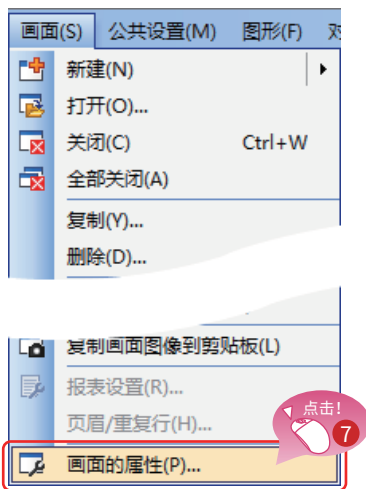 画面(S) 公共设置(M) 图形(F)
新建(N)
打开(O)...
关闭(C) Ctrl+W
全部关闭(A)
复制(Y)...
删除(D)...
复制画面图像到剪贴板(L)
报表设置(R)...
页眉/重复行(H)...
点击!
7
画面的属性(P)...